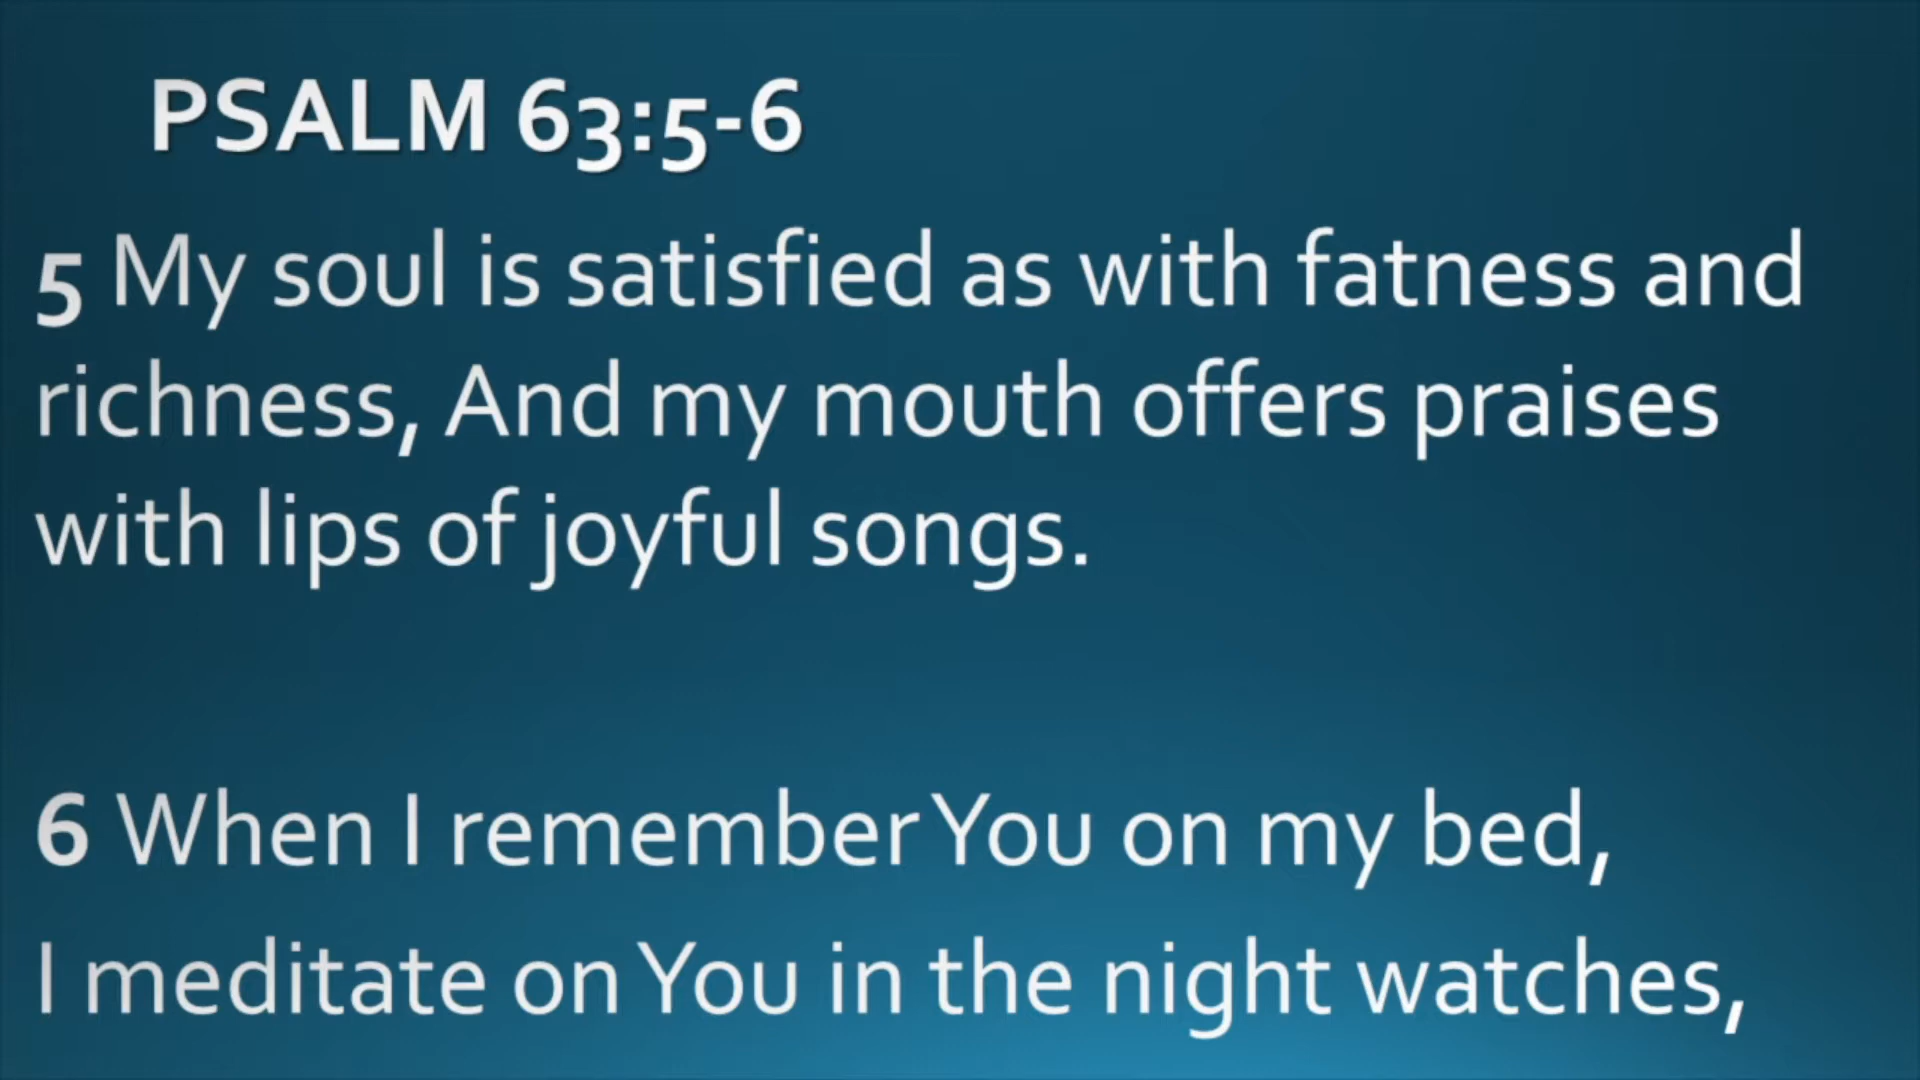 PSALM 63:5-6
5 My soul is satisfied as with fatness and
richness, And my mouth offers praises
with lips of joyful songs.
6 When I remember You on my bed,
I meditate on You in the night watches,